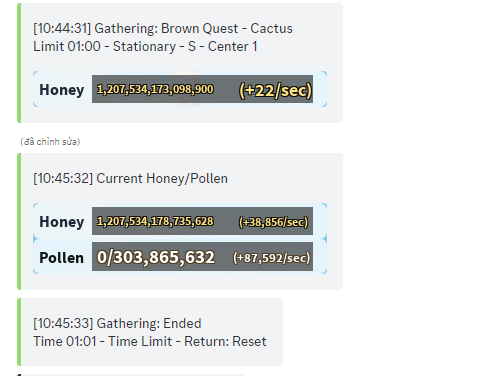 [10:44:31] Gathering: Brown Quest - Cactus
Limit 01:00 - Stationary - S - Center 1
Honey 1,207,534,173,098,900 (+22/sec)
(đã chỉnh sửa)
[10:45:32] Current Honey/Pollen
Honey 1,207,534,178,735,628 (+38,856/sec)
Pollen 0/303,865,632 (+87,592/sec)
[10:45:33] Gathering: Ended
Time 01:01 - Time Limit - Return: Reset